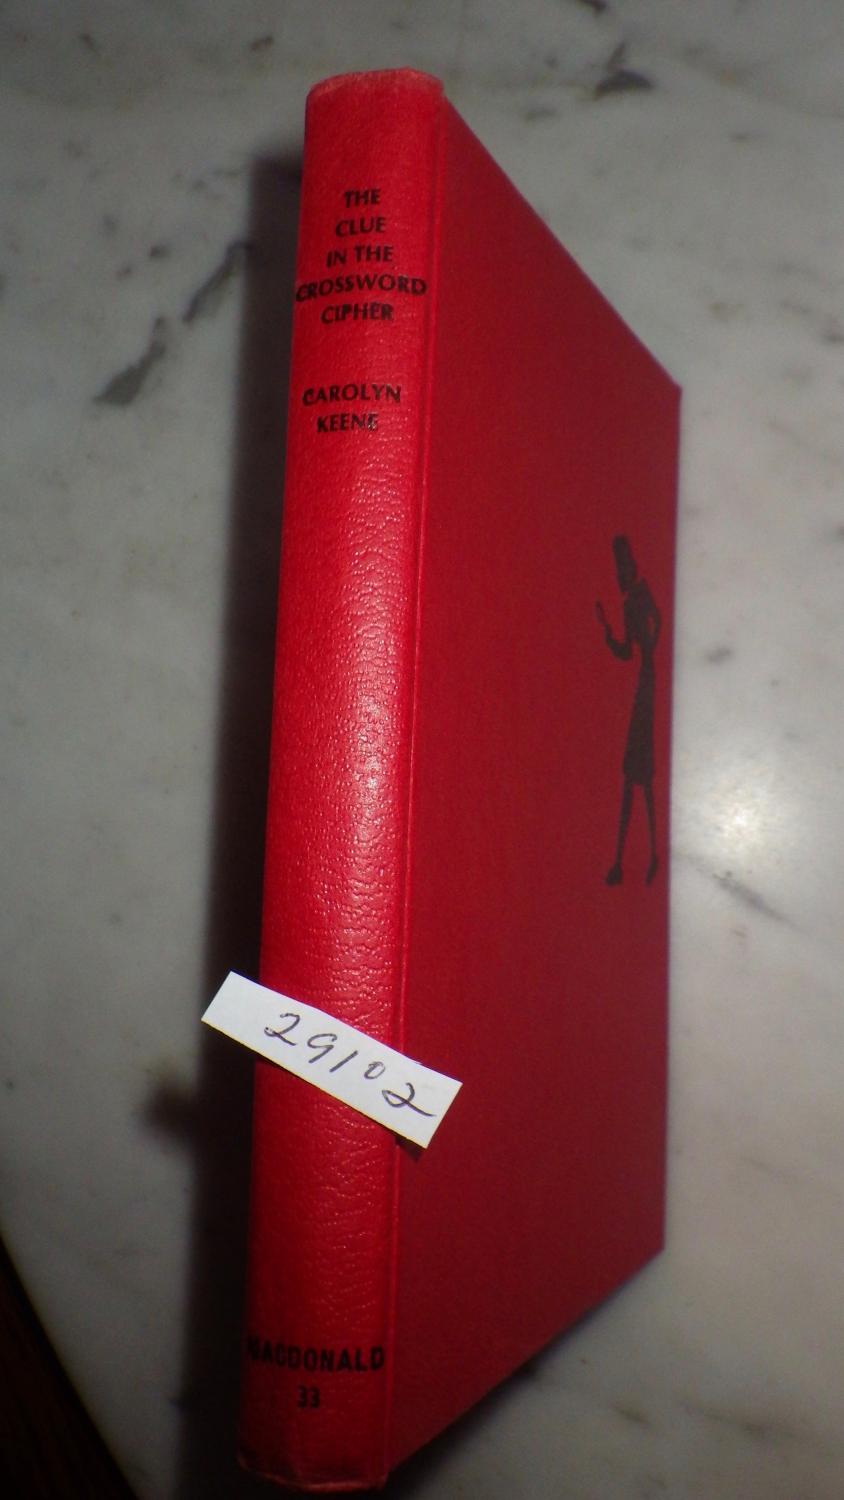 THE
CLUE
IN THE
CROSSWORD
CIPHER
CAROLYN
KEENE
29102
MACDONALD
33